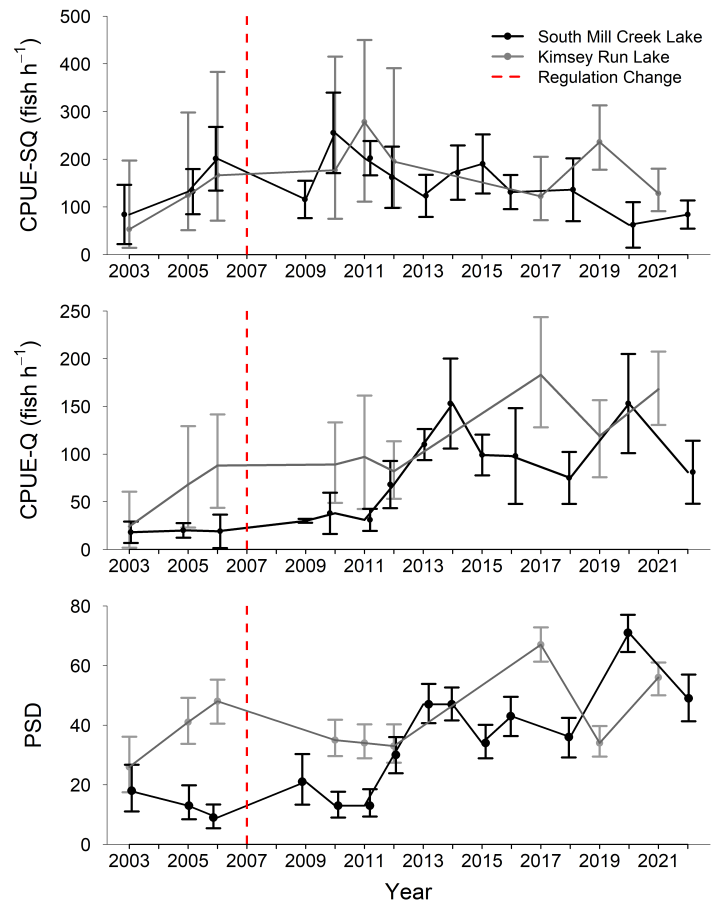 CPUE-SQ (fish h⁻¹)
500
400
300
200
100
0
South Mill Creek Lake
Kimsey Run Lake
Regulation Change
2003 2005 2007 2009 2011 2013 2015 2017 2019 2021
CPUE-Q (fish h⁻¹)
250
200
150
100
50
0
2003 2005 2007 2009 2011 2013 2015 2017 2019 2021
PSD
80
60
40
20
0
2003 2005 2007 2009 2011 2013 2015 2017 2019 2021
Year